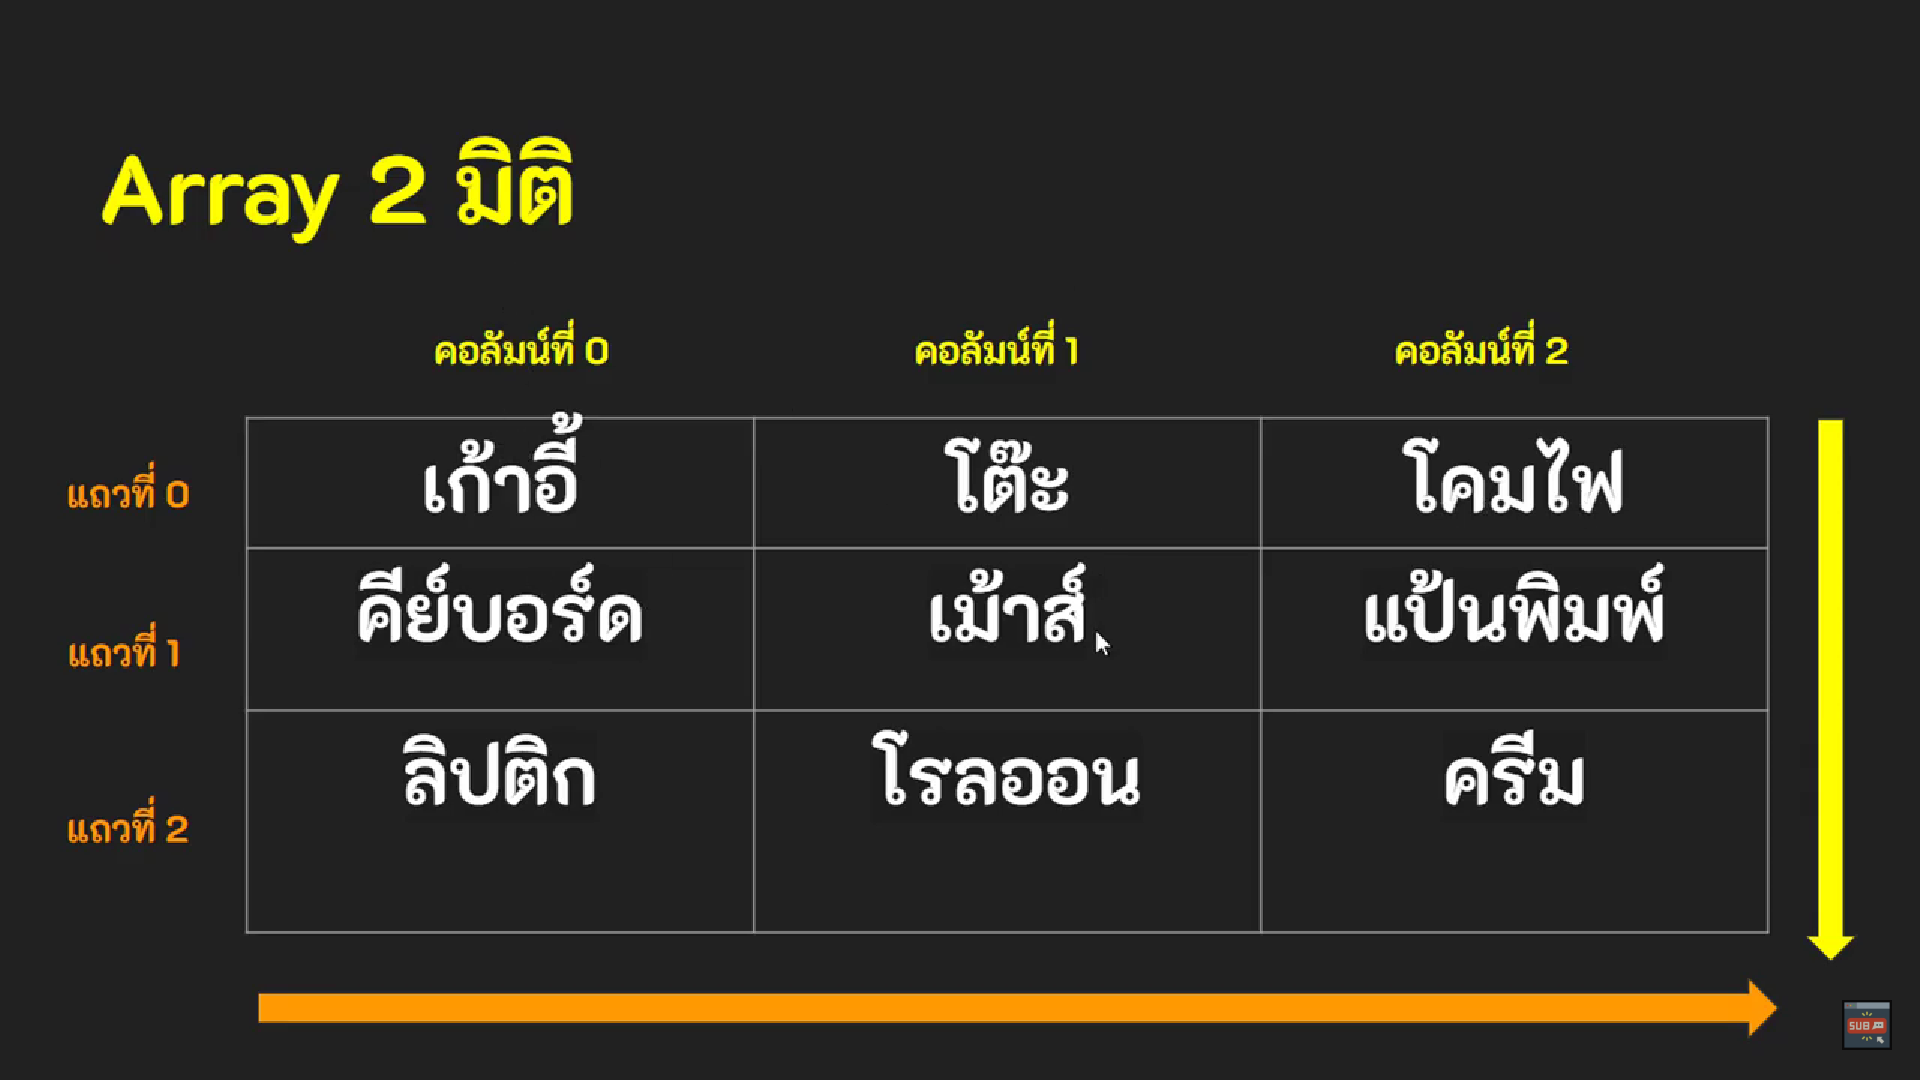 Array 2 มิติ
คอลัมน์ที่ 0 คอลัมน์ที่ 1 คอลัมน์ที่ 2
แถวที่ 0 เก้าอี้ โต๊ะ โคมไฟ
แถวที่ 1 คีย์บอร์ด เม้าส์ แป้นพิมพ์
แถวที่ 2 ลิปติก โรลออน ครีม
SUB